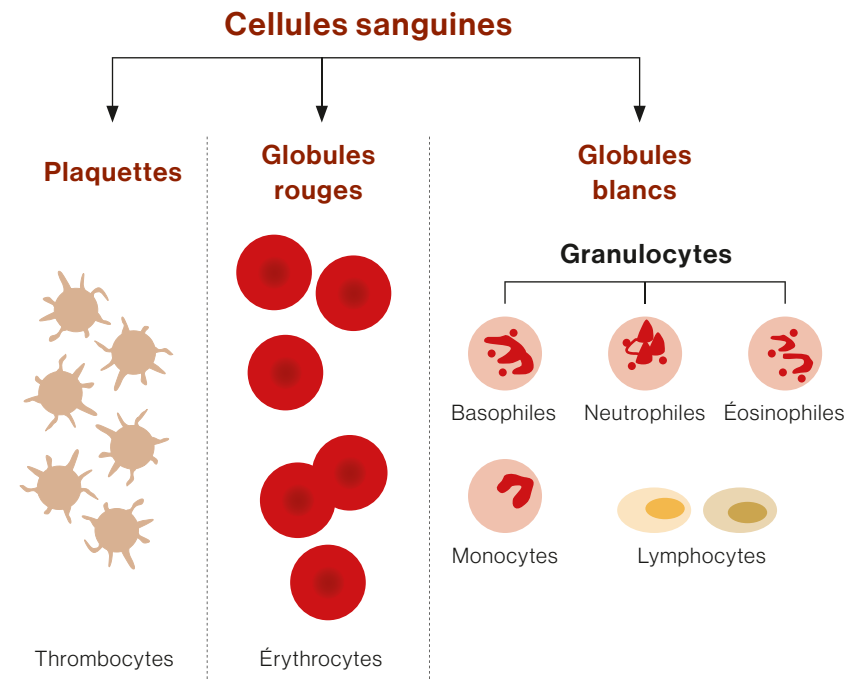 Cellules sanguines
Plaquettes
Globules
rouges
Globules
blancs
Granulocytes
Basophiles
Neutrophiles
Éosinophiles
Monocytes
Lymphocytes
Thrombocytes
Érythrocytes